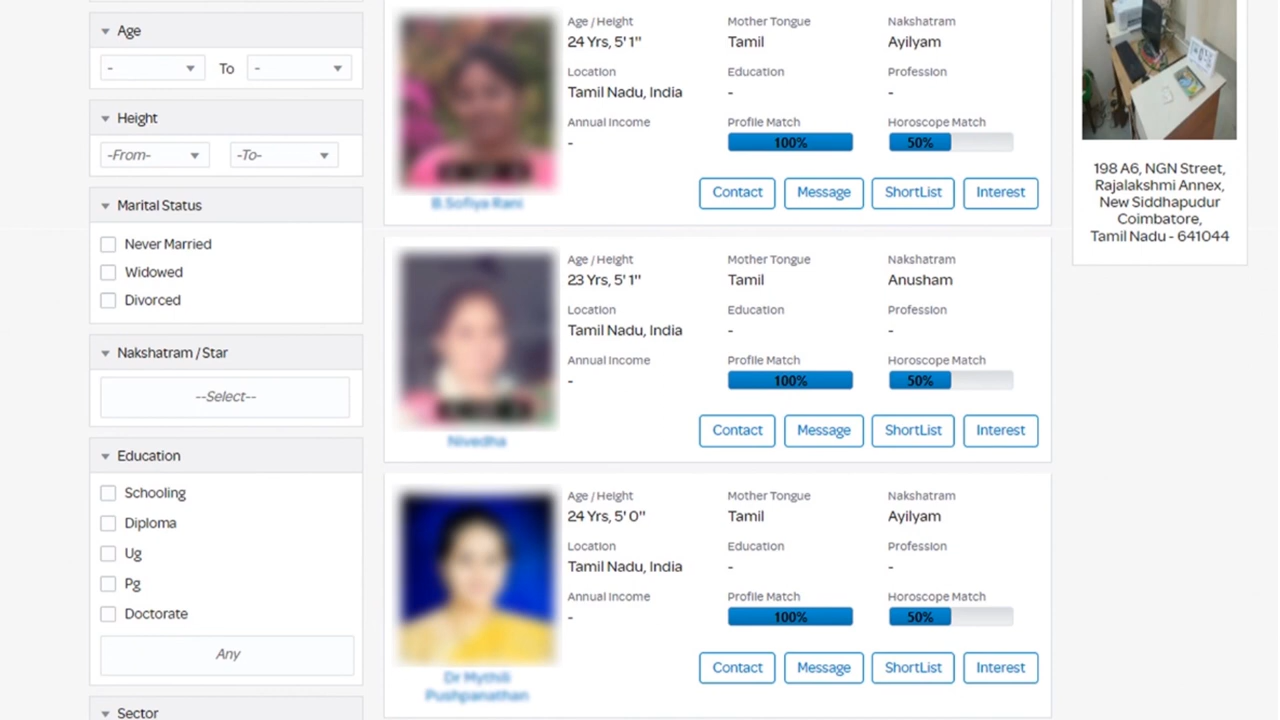 Age
- To -
Height
-From- -To-
Marital Status
Never Married
Widowed
Divorced
Nakshatram / Star
--Select--
Education
Schooling
Diploma
Ug
Pg
Doctorate
Any
Sector
Age / Height Mother Tongue Nakshatram
24 Yrs, 5' 1" Tamil Ayilyam
Location Education Profession
Tamil Nadu, India - -
Annual Income Profile Match Horoscope Match
- 100% 50%
Contact Message ShortList Interest
Age / Height Mother Tongue Nakshatram
23 Yrs, 5' 1" Tamil Anusham
Location Education Profession
Tamil Nadu, India - -
Annual Income Profile Match Horoscope Match
- 100% 50%
Contact Message ShortList Interest
Nivedha
Age / Height Mother Tongue Nakshatram
24 Yrs, 5' 0" Tamil Ayilyam
Location Education Profession
Tamil Nadu, India - -
Annual Income Profile Match Horoscope Match
- 100% 50%
Contact Message ShortList Interest
198 A6, NGN Street,
Rajalakshmi Annex,
New Siddhapudur
Coimbatore,
Tamil Nadu - 641044